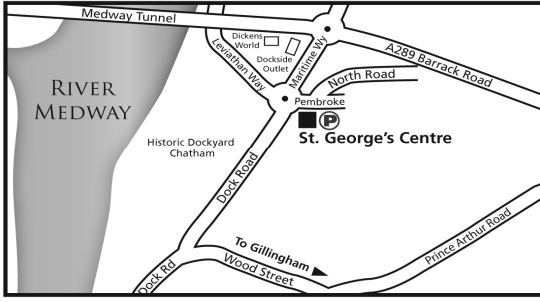 Medway Tunnel
Dickens
World
Dockside
Outlet
Maritime Wy
Leviathan Way
A289 Barrack Road
North Road
Pembroke
RIVER
MEDWAY
P
St. George's Centre
Historic Dockyard
Chatham
Dock Road
To Gillingham
Wood Street
Prince Arthur Road
Dock Rd